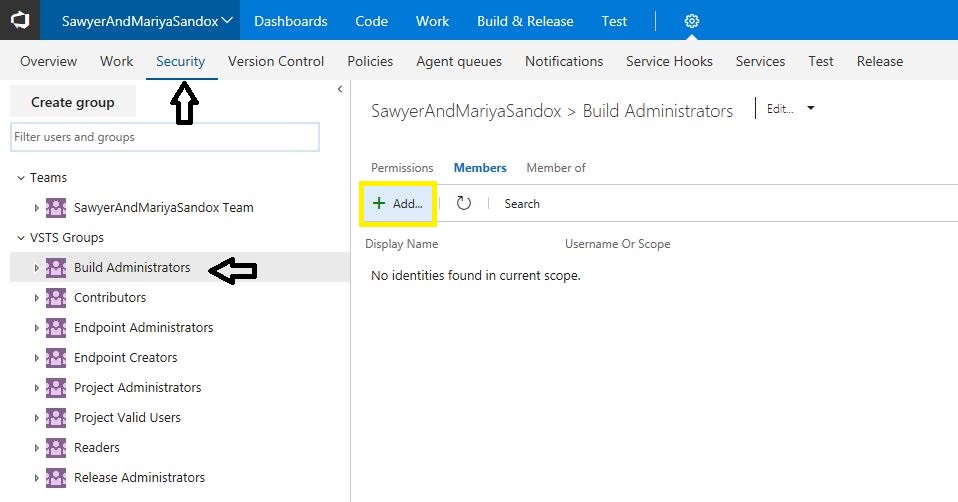 SawyerAndMariyaSandox Dashboards Code Work Build & Release Test
Overview Work Security Version Control Policies Agent queues Notifications Service Hooks Services Test Release
Create group
Filter users and groups
Teams
SawyerAndMariyaSandox Team
VSTS Groups
Build Administrators
Contributors
Endpoint Administrators
Endpoint Creators
Project Administrators
Project Valid Users
Readers
Release Administrators
SawyerAndMariyaSandox > Build Administrators Edit...
Permissions Members Member of
+ Add... Search
Display Name Username Or Scope
No identities found in current scope.